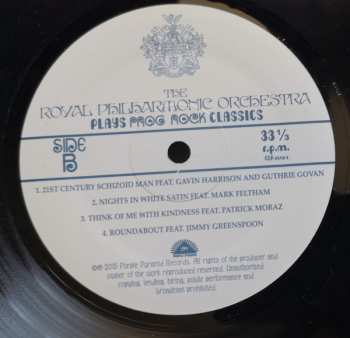 THE
ROYAL PHILHARMONIC ORCHESTRA
PLAYS PROG ROCK CLASSICS
SIDE
B
33 1/3
r.p.m.
1. 21ST CENTURY SCHIZOID MAN FEAT. GAVIN HARRISON AND GUTHRIE GOVAN
2. NIGHTS IN WHITE SATIN FEAT. MARK FELTHAM
3. THINK OF ME WITH KINDNESS FEAT. PATRICK MORAZ
4. ROUNDABOUT FEAT. JIMMY GREENSPOON
©℗ 2015 Purple Pyramid Records. All rights of the producer and
owner of the work reproduced reserved. Unauthorized
copying, lending, hiring, public performance and
broadcast prohibited.